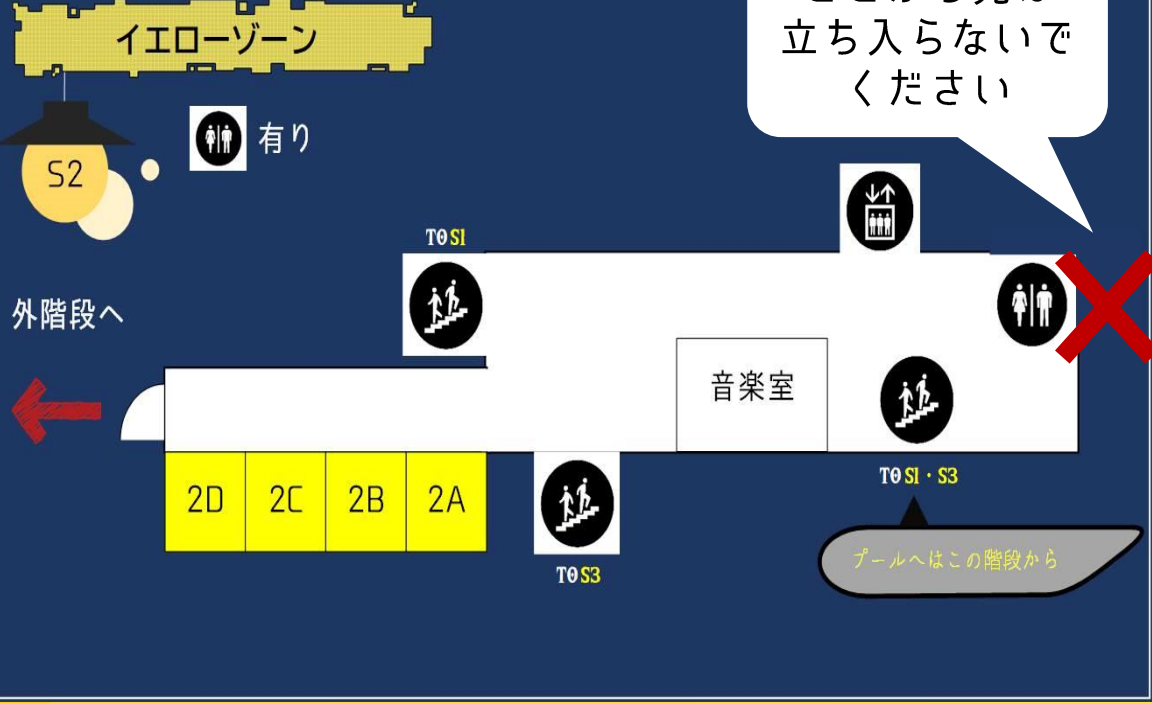 イエローゾーン
立ち入らないで
ください
有り
S2
TO S1
外階段へ
音楽室
2D
2C
2B
2A
TO S1・S3
プールへはこの階段から
TO S3